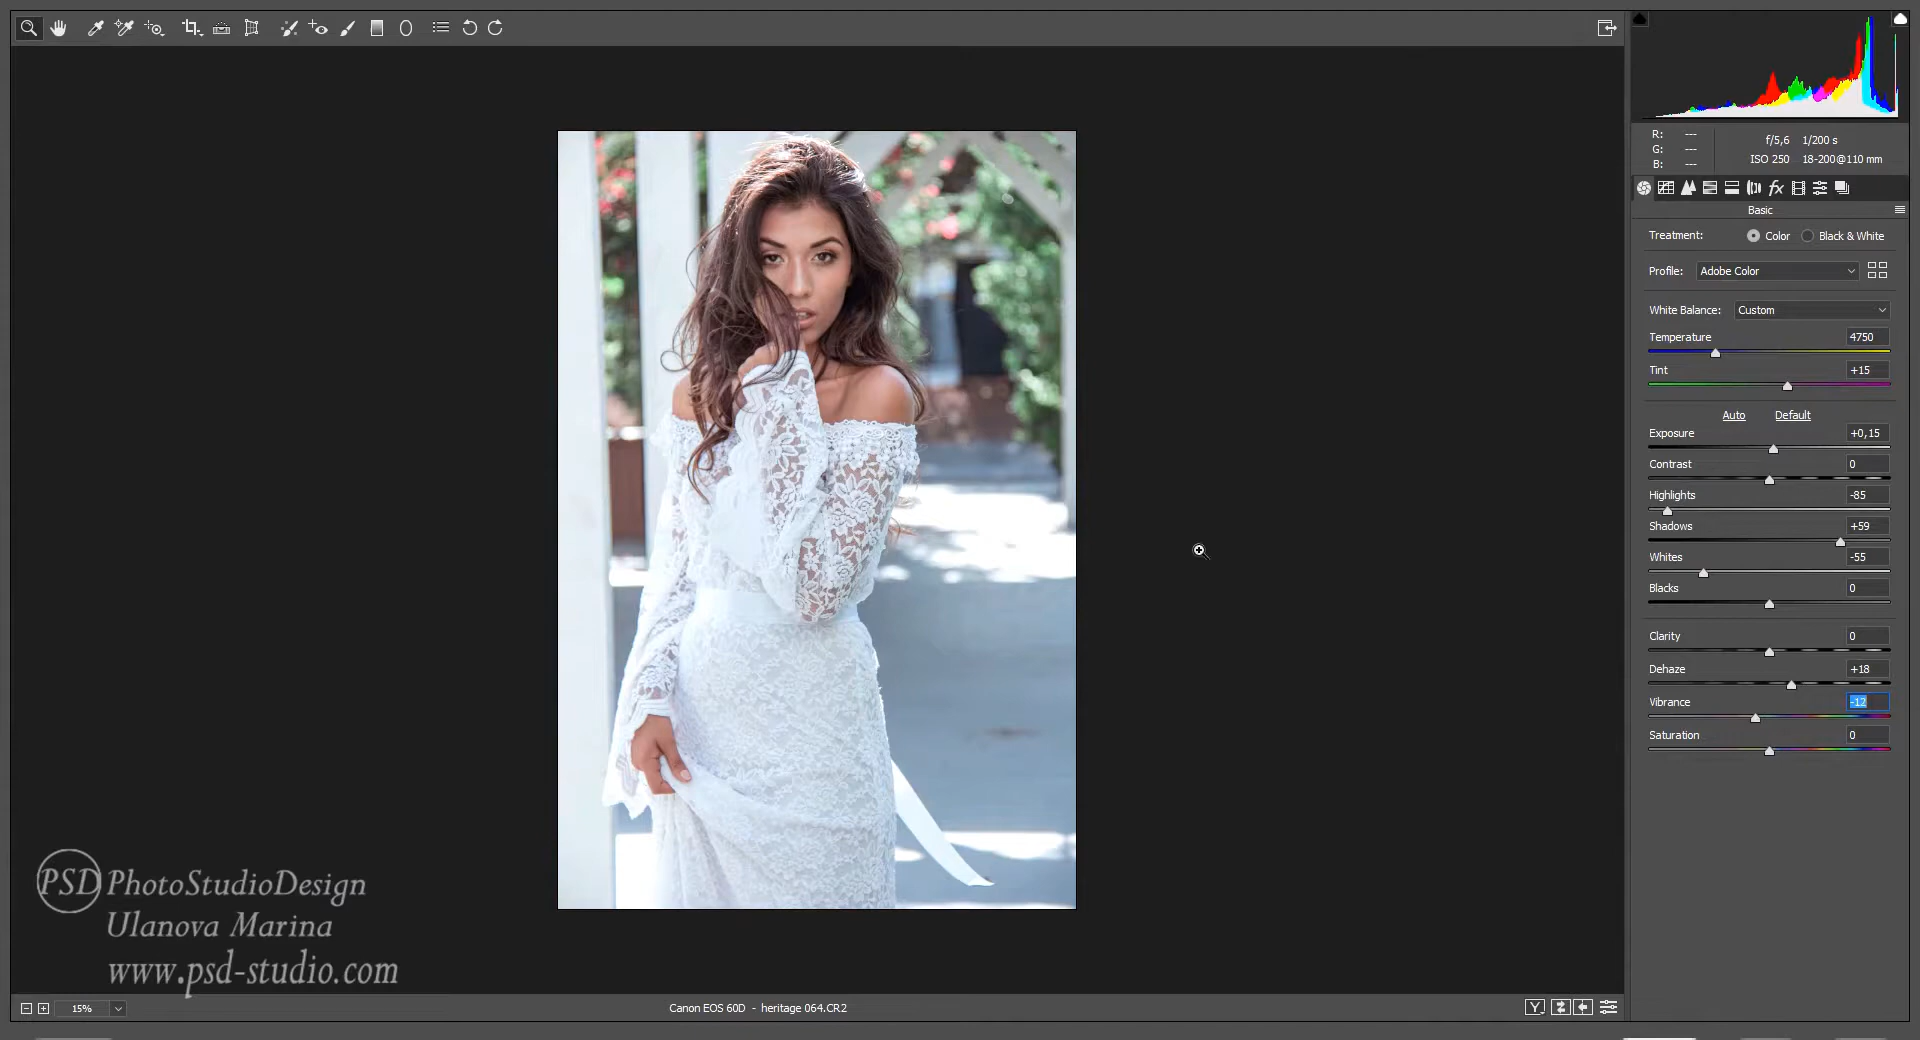 R: ---
G: ---
B: ---
f/5,6 1/200 s
ISO 250 18-200@110 mm
fx
Basic
Treatment: Color Black & White
Profile: Adobe Color
White Balance: Custom
Temperature 4750
Tint +15
Auto Default
Exposure +0,15
Contrast 0
Highlights -85
Shadows +59
Whites -55
Blacks 0
Clarity 0
Dehaze +18
Vibrance -12
Saturation 0
PSD PhotoStudioDesign
Ulanova Marina
www.psd-studio.com
15%
Canon EOS 60D - heritage 064.CR2
Y